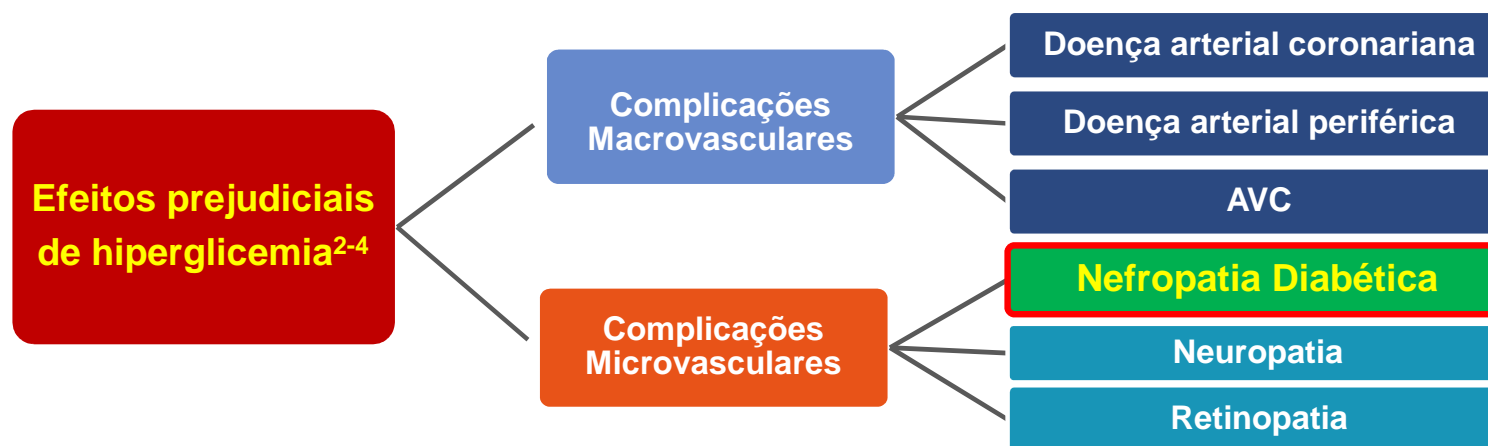 Efeitos prejudiciais
de hiperglicemia2-4
Complicações
Macrovasculares
Doença arterial coronariana
Doença arterial periférica
AVC
Complicações
Microvasculares
Nefropatia Diabética
Neuropatia
Retinopatia